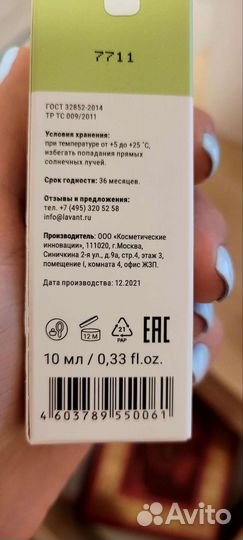 7711
ГОСТ 32852-2014
ТР ТС 009/2011
Условия хранения:
при температуре от +5 до +25 ˚С,
избегать попадания прямых
солнечных лучей.
Срок годности: 36 месяцев.
Отзывы и предложения:
тел. +7 (495) 320 52 58
info@lavant.ru
Производитель: ООО «Косметические
инновации», 111020, г.Москва,
Синичкина 2-я ул., д.9а, стр.4, этаж 3,
помещение I, комната 4, офис ЖЗП.
Дата производства: 12.2021
12 M
21
PAP
EAC
10 мл / 0,33 fl.oz.
4 603789 550061
Avito